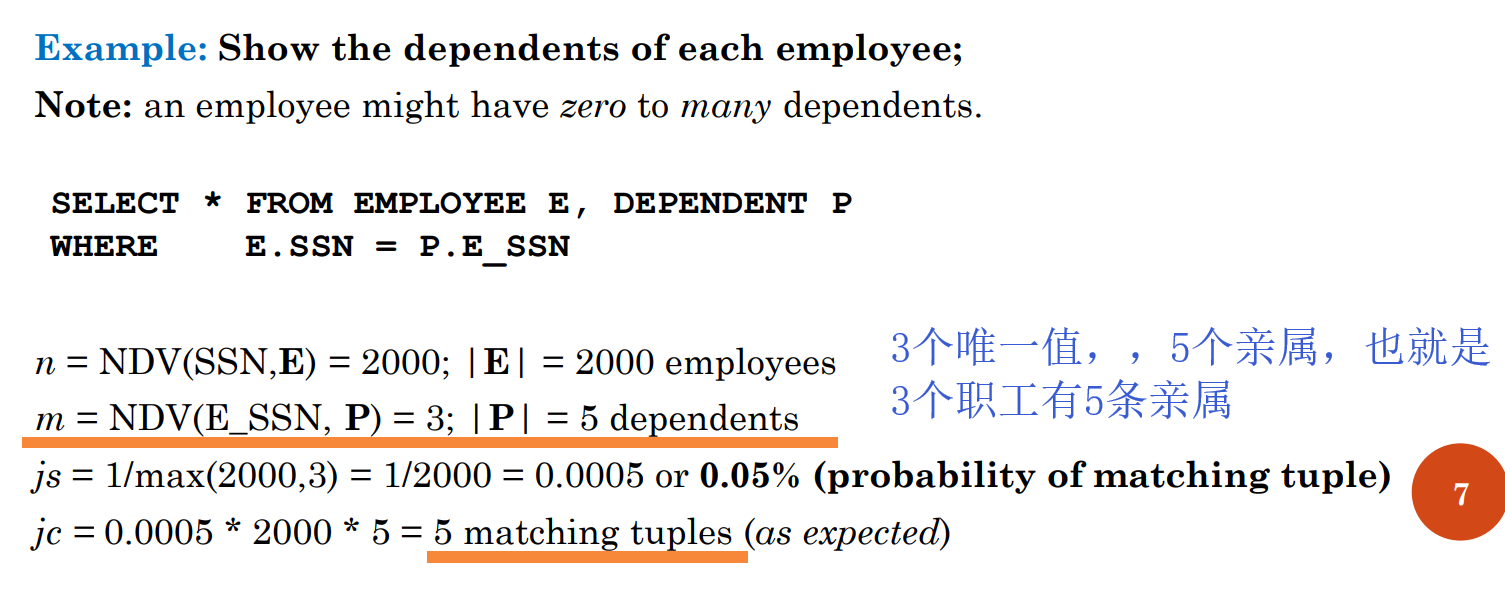 Example: Show the dependents of each employee;
Note: an employee might have zero to many dependents.
SELECT * FROM EMPLOYEE E, DEPENDENT P
WHERE E.SSN = P.E_SSN
n = NDV(SSN,E) = 2000; |E| = 2000 employees
m = NDV(E_SSN, P) = 3; |P| = 5 dependents
3个唯一值，，5个亲属，也就是
3个职工有5条亲属
js = 1/max(2000,3) = 1/2000 = 0.0005 or 0.05% (probability of matching tuple)
7
jc = 0.0005 * 2000 * 5 = 5 matching tuples (as expected)